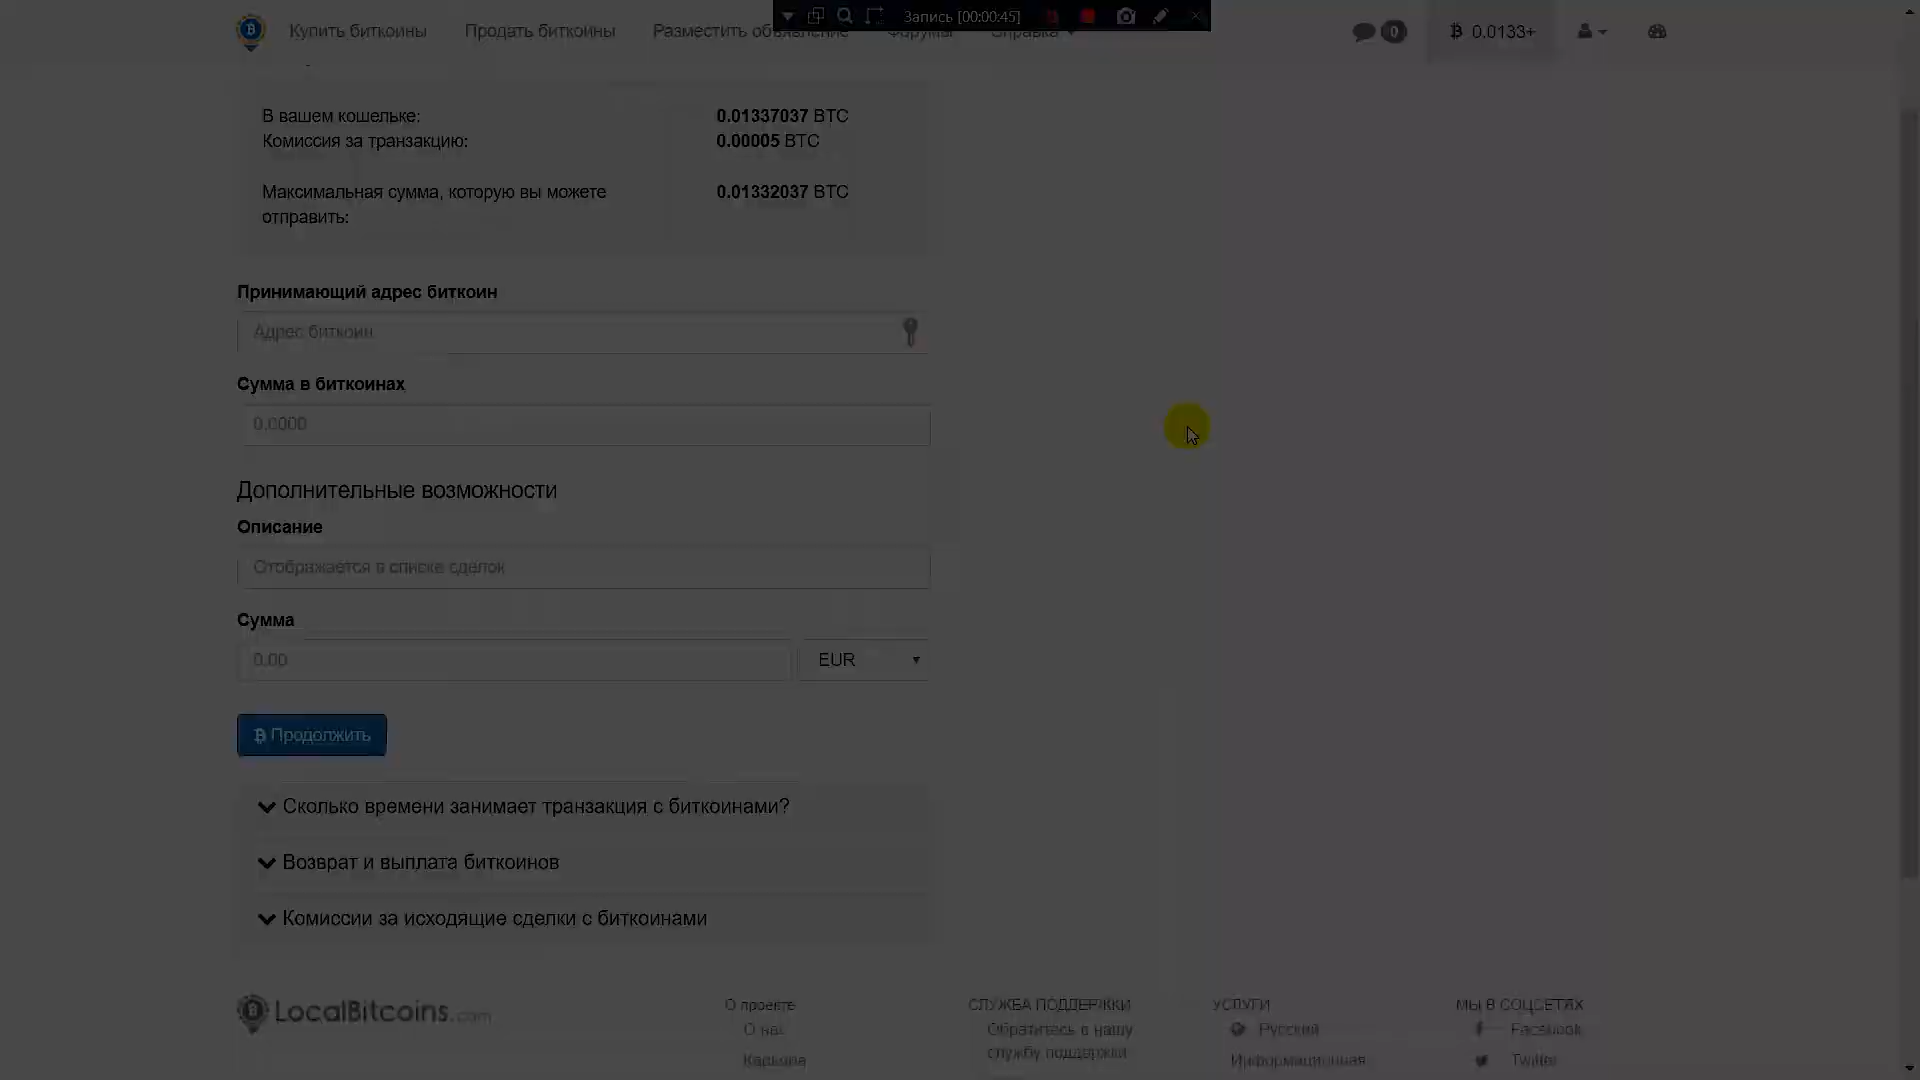 Запись [00:00:45]
Купить биткоины Продать биткоины Разместить объявление Форумы Справка 0 0.0133+
В вашем кошельке: 0.01337037 BTC
Комиссия за транзакцию: 0.00005 BTC
Максимальная сумма, которую вы можете 0.01332037 BTC
отправить:
Принимающий адрес биткоин
Адрес биткоин
Сумма в биткоинах
0.0000
Дополнительные возможности
Описание
Отображается в списке сделок
Сумма
0.00 EUR
Продолжить
Сколько времени занимает транзакция с биткоинами?
Возврат и выплата биткоинов
Комиссии за исходящие сделки с биткоинами
LocalBitcoins.com О проекте СЛУЖБА ПОДДЕРЖКИ УСЛУГИ МЫ В СОЦСЕТЯХ
О нас Обратитесь в нашу Русский Facebook
службу поддержки
Карьера Информационная Twitter